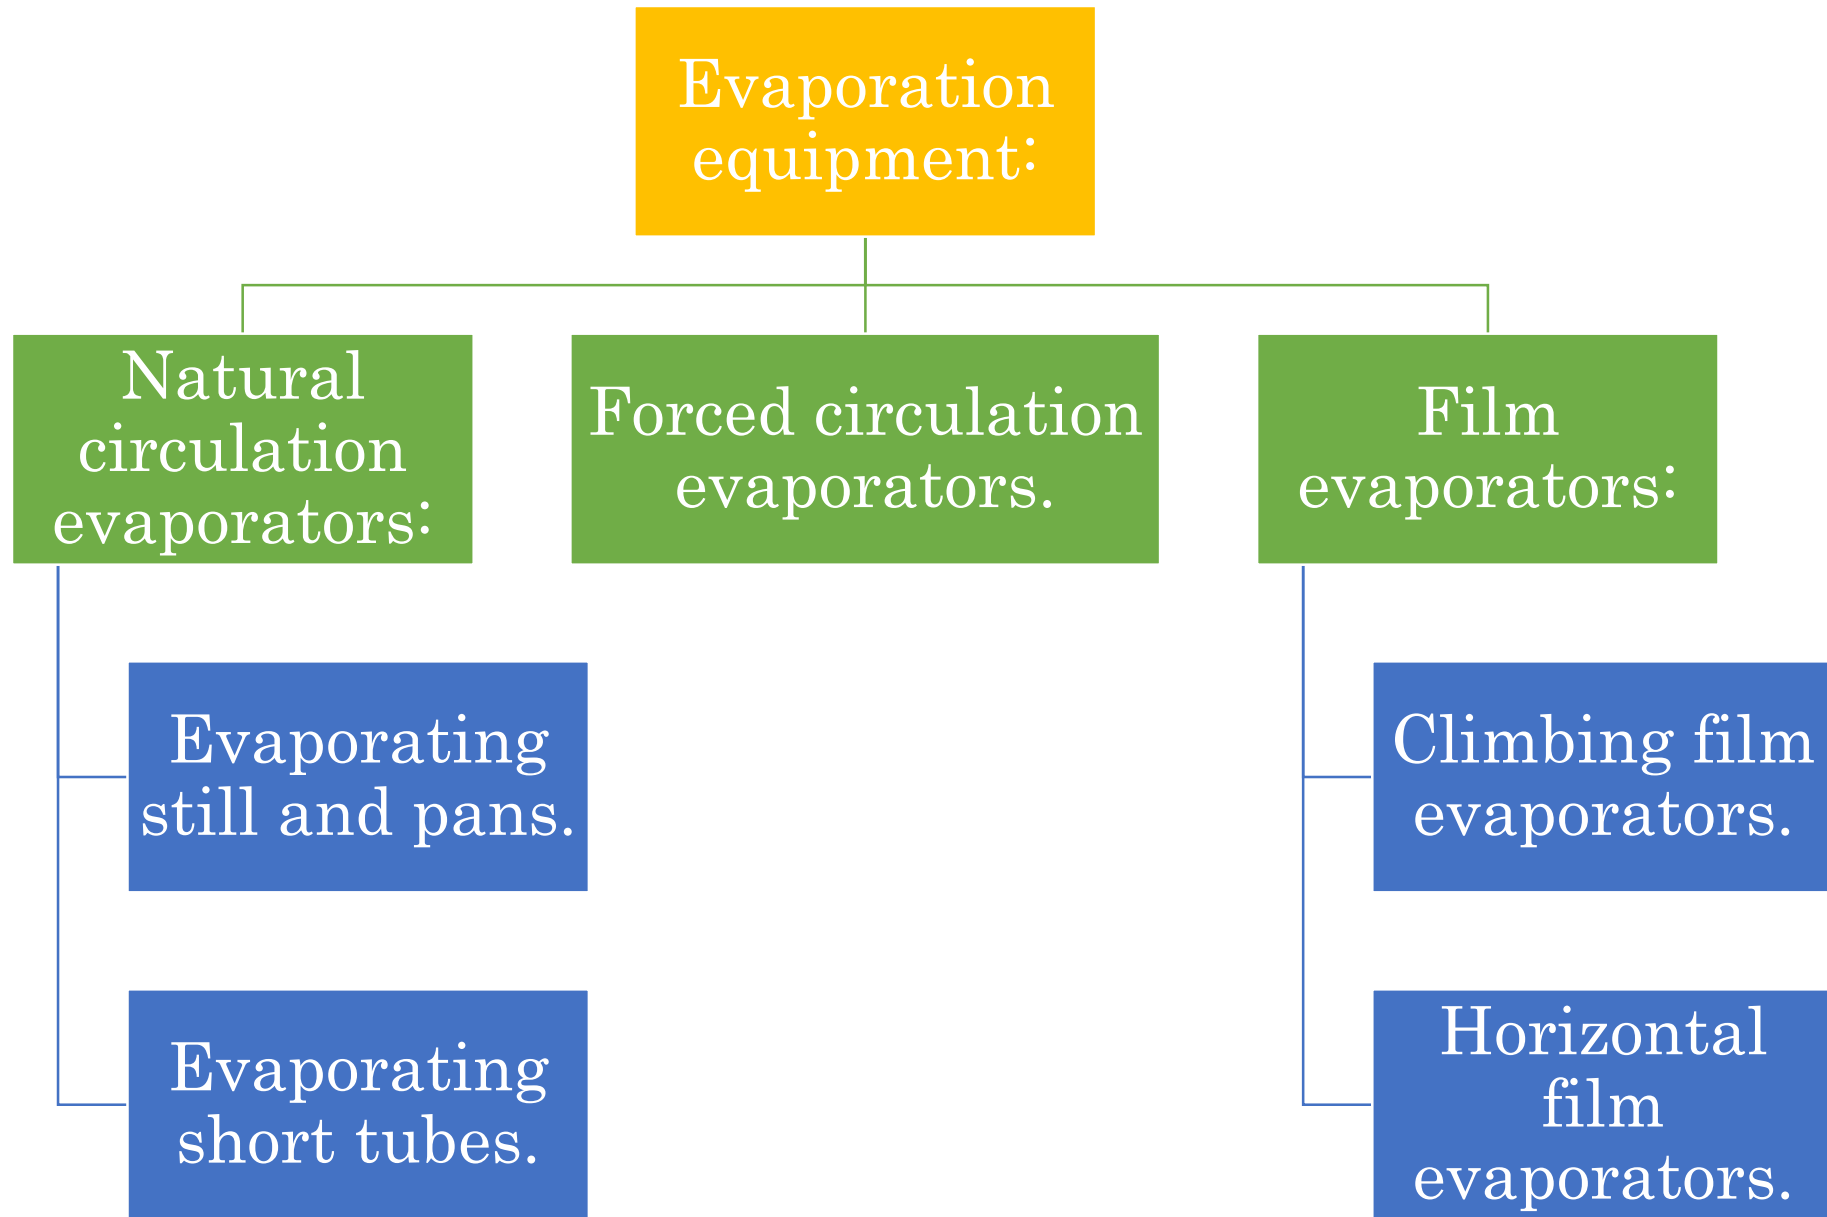 Evaporation
equipment:
Natural
circulation
evaporators:
Forced circulation
evaporators.
Film
evaporators:
Evaporating
still and pans.
Evaporating
short tubes.
Climbing film
evaporators.
Horizontal
film
evaporators.